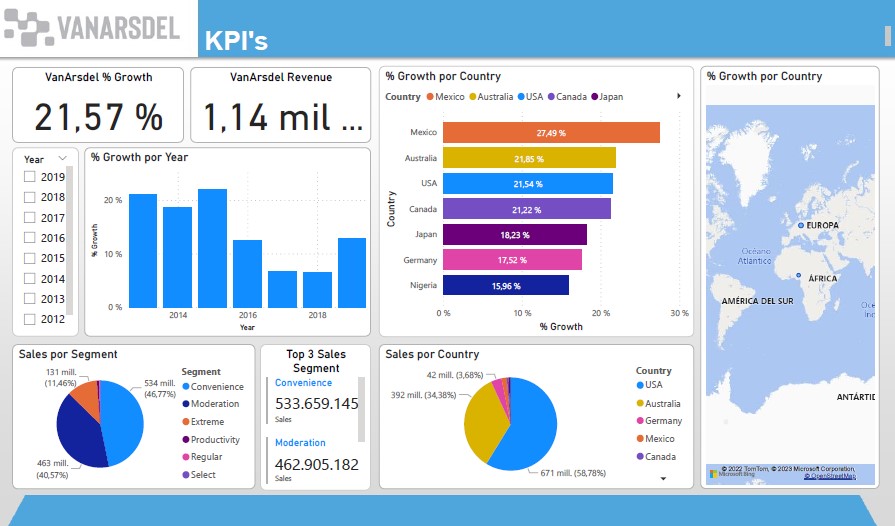 VANARSDEL
KPI's
VanArsdel % Growth
21,57 %
VanArsdel Revenue
1,14 mil ...
Year
2019
2018
2017
2016
2015
2014
2013
2012
% Growth por Year
% Growth
20 %
10 %
0 %
2014
2016
2018
Year
% Growth por Country
Country Mexico Australia USA Canada Japan
Country
Mexico 27,49 %
Australia 21,85 %
USA 21,54 %
Canada 21,22 %
Japan 18,23 %
Germany 17,52 %
Nigeria 15,96 %
0 % 10 % 20 % 30 %
% Growth
% Growth por Country
EUROPA
Océano
Atlántico
ÁFRICA
AMÉRICA DEL SUR
Oce
Inc
ANTÁRTID
© 2022 TomTom, © 2023 Microsoft Corporation,
Microsoft Bing
© OpenStreetMap
Sales por Segment
131 mill.
(11,46%)
534 mill.
(46,77%)
463 mill.
(40,57%)
Segment
Convenience
Moderation
Extreme
Productivity
Regular
Select
Top 3 Sales
Segment
Convenience
533.659.145
Sales
Moderation
462.905.182
Sales
Sales por Country
42 mill. (3,68%)
392 mill. (34,38%)
671 mill. (58,78%)
Country
USA
Australia
Germany
Mexico
Canada